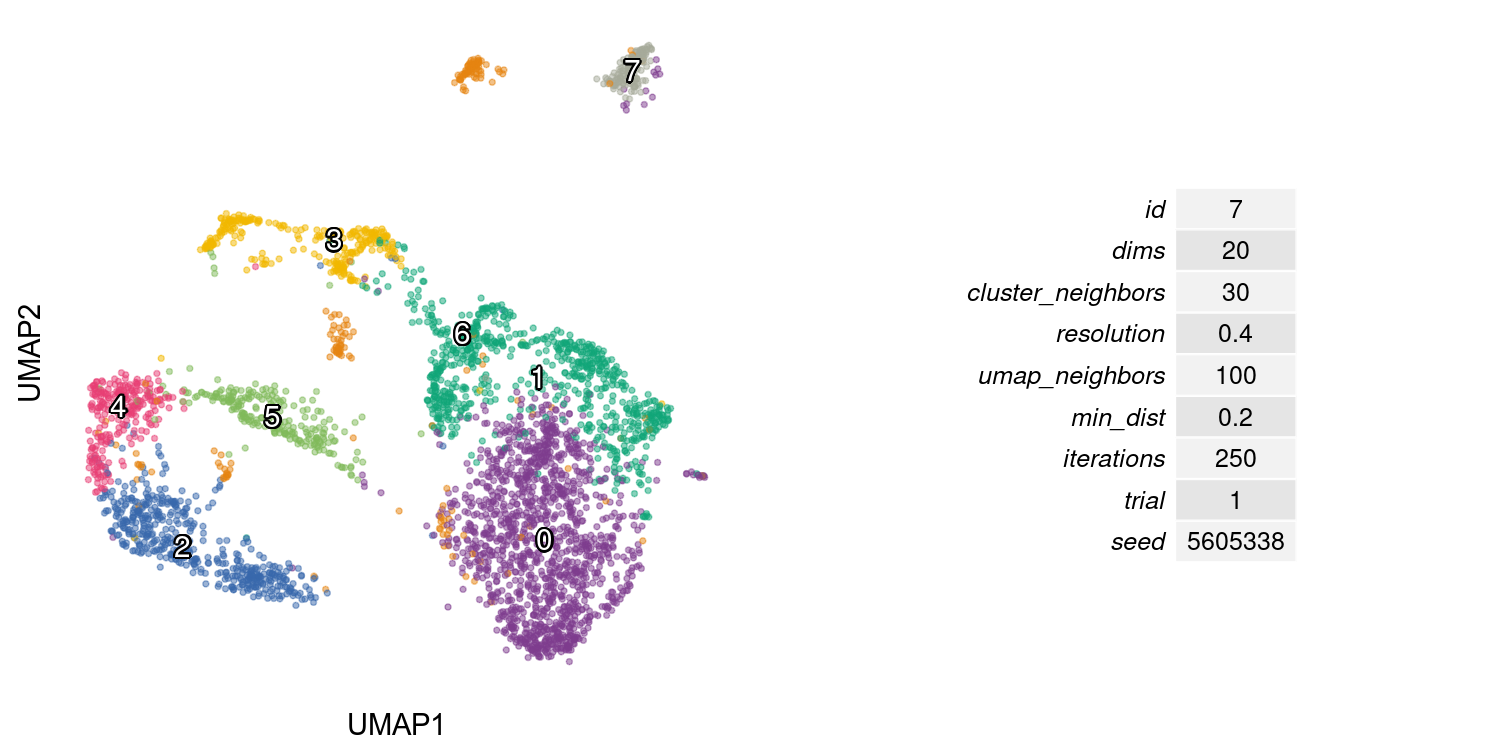 7
3
6
1
4
5
0
2
UMAP1
UMAP2
id 7
dims 20
cluster_neighbors 30
resolution 0.4
umap_neighbors 100
min_dist 0.2
iterations 250
trial 1
seed 5605338